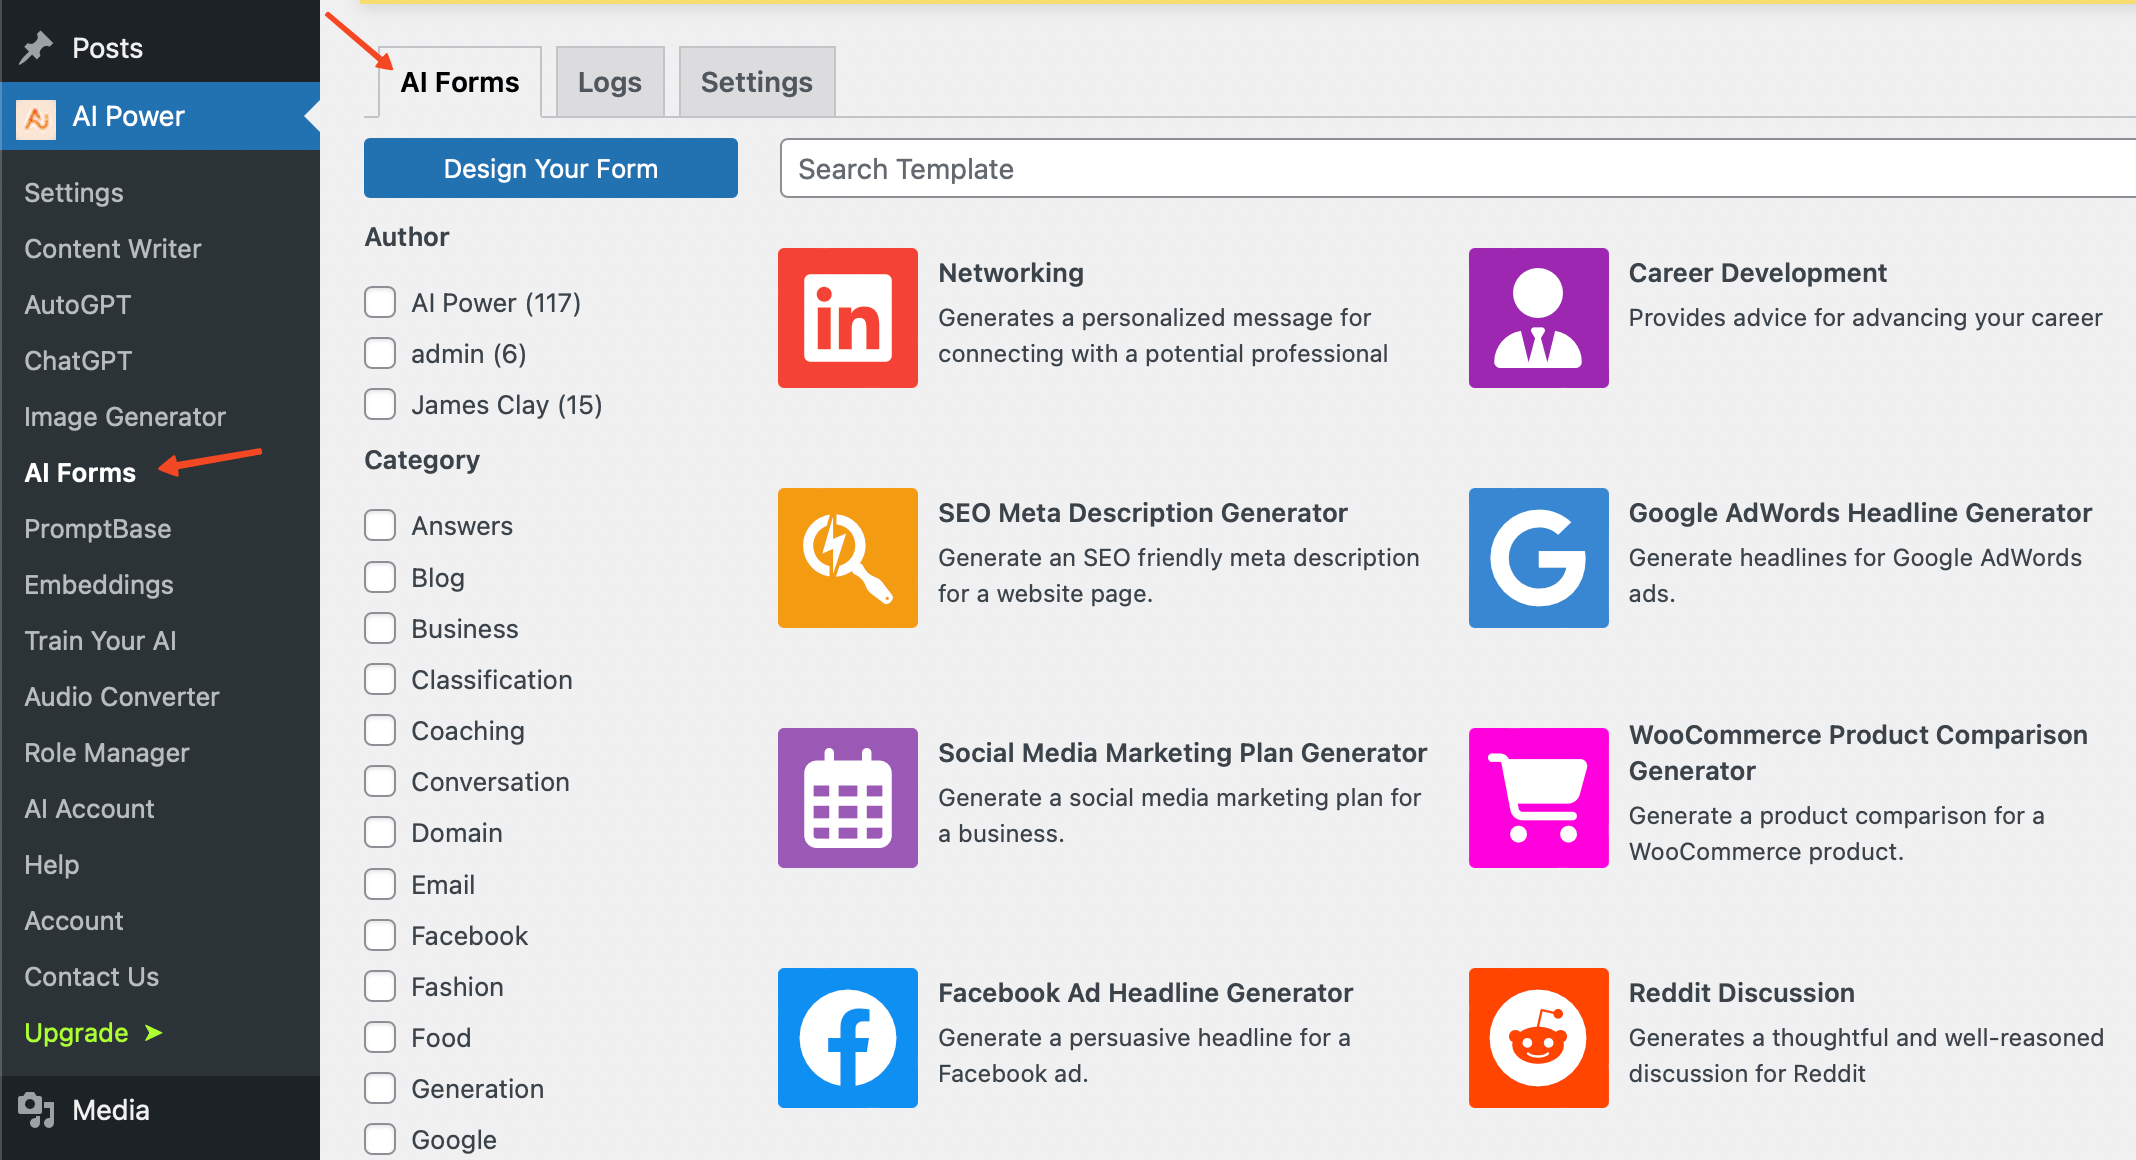 Posts
AI Power
Settings
Content Writer
AutoGPT
ChatGPT
Image Generator
AI Forms
PromptBase
Embeddings
Train Your AI
Audio Converter
Role Manager
AI Account
Help
Account
Contact Us
Upgrade ➤
Media
AI Forms
Logs
Settings
Design Your Form
Search Template
Author
AI Power (117)
admin (6)
James Clay (15)
Category
Answers
Blog
Business
Classification
Coaching
Conversation
Domain
Email
Facebook
Fashion
Food
Generation
Google
in
Networking
Generates a personalized message for
connecting with a potential professional
Career Development
Provides advice for advancing your career
SEO Meta Description Generator
Generate an SEO friendly meta description
for a website page.
G
Google AdWords Headline Generator
Generate headlines for Google AdWords
ads.
Social Media Marketing Plan Generator
Generate a social media marketing plan for
a business.
WooCommerce Product Comparison
Generator
Generate a product comparison for a
WooCommerce product.
f
Facebook Ad Headline Generator
Generate a persuasive headline for a
Facebook ad.
Reddit Discussion
Generates a thoughtful and well-reasoned
discussion for Reddit